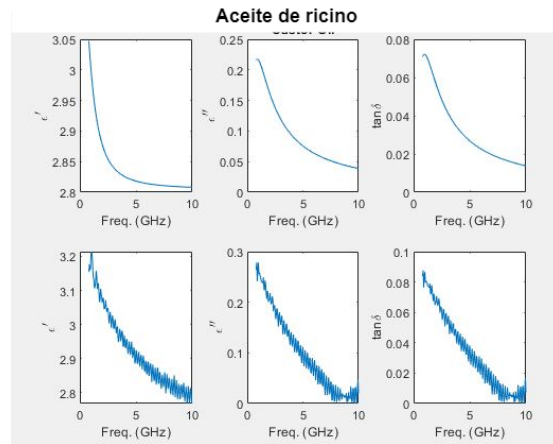 Aceite de ricino
3.05
2.95
2.9
2.85
2.8
0 5 10
Freq. (GHz)
ϵ′
0.25
0.2
0.15
0.1
0.05
0
0 5 10
Freq. (GHz)
ϵ′′
0.08
0.06
0.04
0.02
0
0 5 10
Freq. (GHz)
tanδ
3.2
3.1
3
2.9
2.8
0 5 10
Freq. (GHz)
ϵ′
0.3
0.2
0.1
0
0 5 10
Freq. (GHz)
ϵ′′
0.1
0.08
0.06
0.04
0.02
0
0 5 10
Freq. (GHz)
tanδ